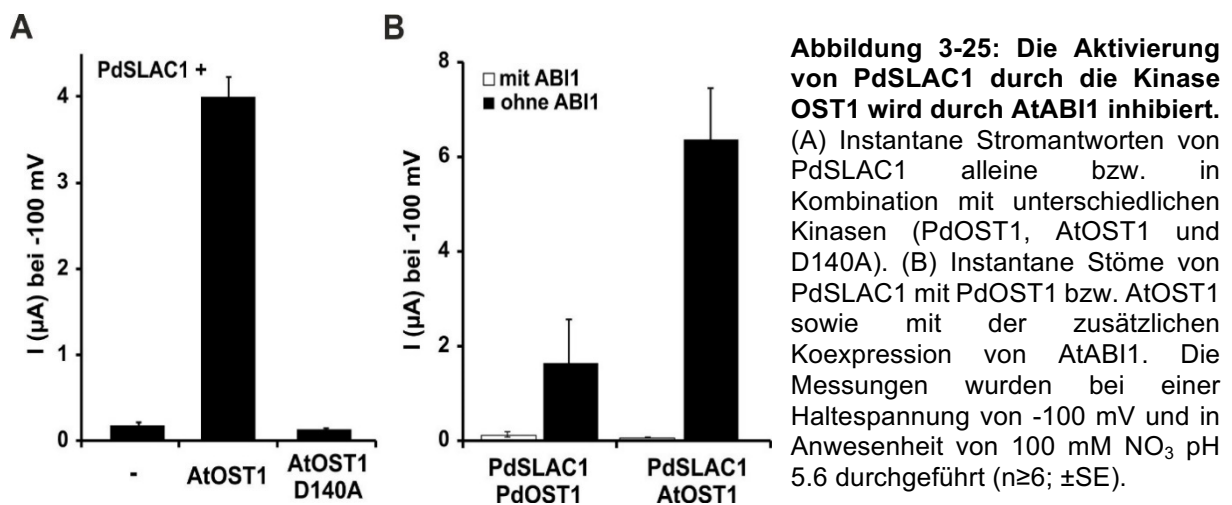 A
PdSLAC1 +
I (µA) bei -100 mV
4
3
2
1
0
-
AtOST1
AtOST1
D140A
B
mit ABI1
ohne ABI1
I (µA) bei -100 mV
8
6
4
2
0
PdSLAC1
PdOST1
PdSLAC1
AtOST1
Abbildung 3-25: Die Aktivierung
von PdSLAC1 durch die Kinase
OST1 wird durch AtABI1 inhibiert.
(A) Instantane Stromantworten von
PdSLAC1 alleine bzw. in
Kombination mit unterschiedlichen
Kinasen (PdOST1, AtOST1 und
D140A). (B) Instantane Stöme von
PdSLAC1 mit PdOST1 bzw. AtOST1
sowie mit der zusätzlichen
Koexpression von AtABI1. Die
Messungen wurden bei einer
Haltespannung von -100 mV und in
Anwesenheit von 100 mM NO₃ pH
5.6 durchgeführt (n≥6; ±SE).